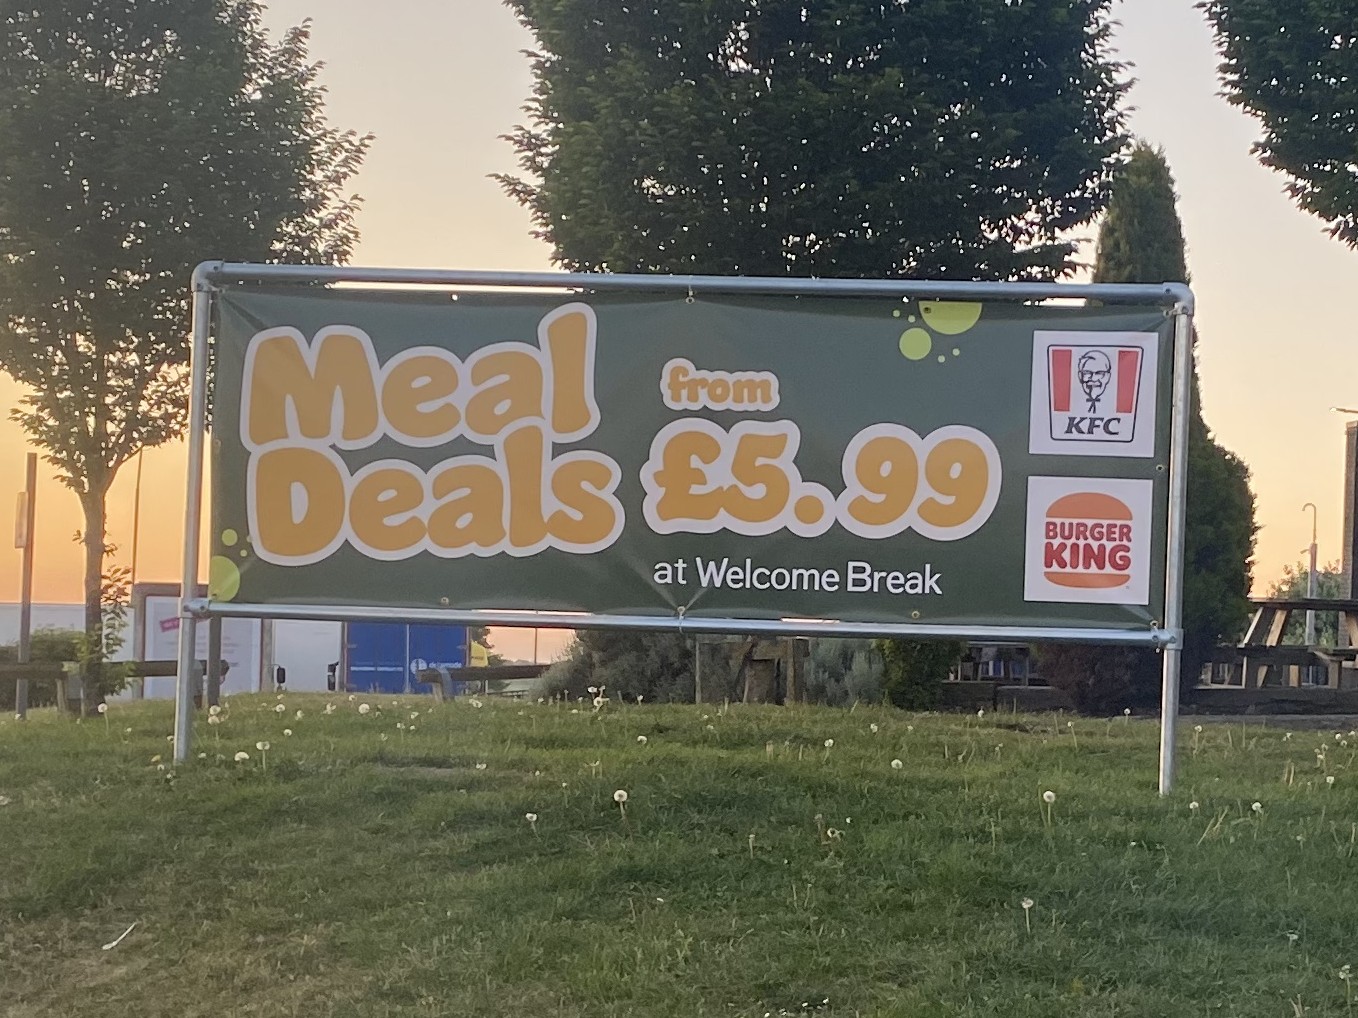 Meal
Deals
from
£5.99
at Welcome Break
KFC
BURGER
KING